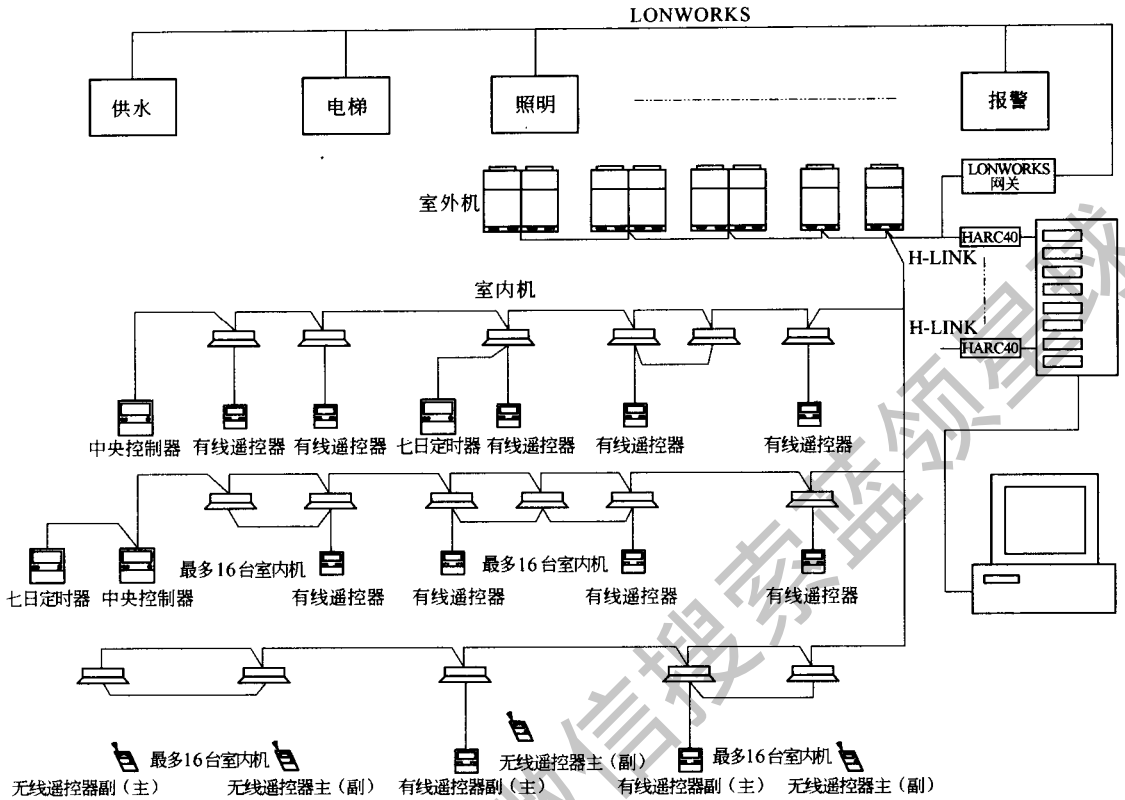 LONWORKS
供水
电梯
照明
报警
LONWORKS
网关
室外机
HARC40
H-LINK
室内机
H-LINK
HARC40
中央控制器
有线遥控器
有线遥控器
七日定时器
有线遥控器
有线遥控器
有线遥控器
最多16台室内机
最多16台室内机
七日定时器
中央控制器
有线遥控器
有线遥控器
有线遥控器
有线遥控器
最多16台室内机
无线遥控器主（副）
最多16台室内机
无线遥控器副（主）
无线遥控器主（副）
有线遥控器副（主）
有线遥控器副（主）
无线遥控器主（副）
微信搜索蓝领星球